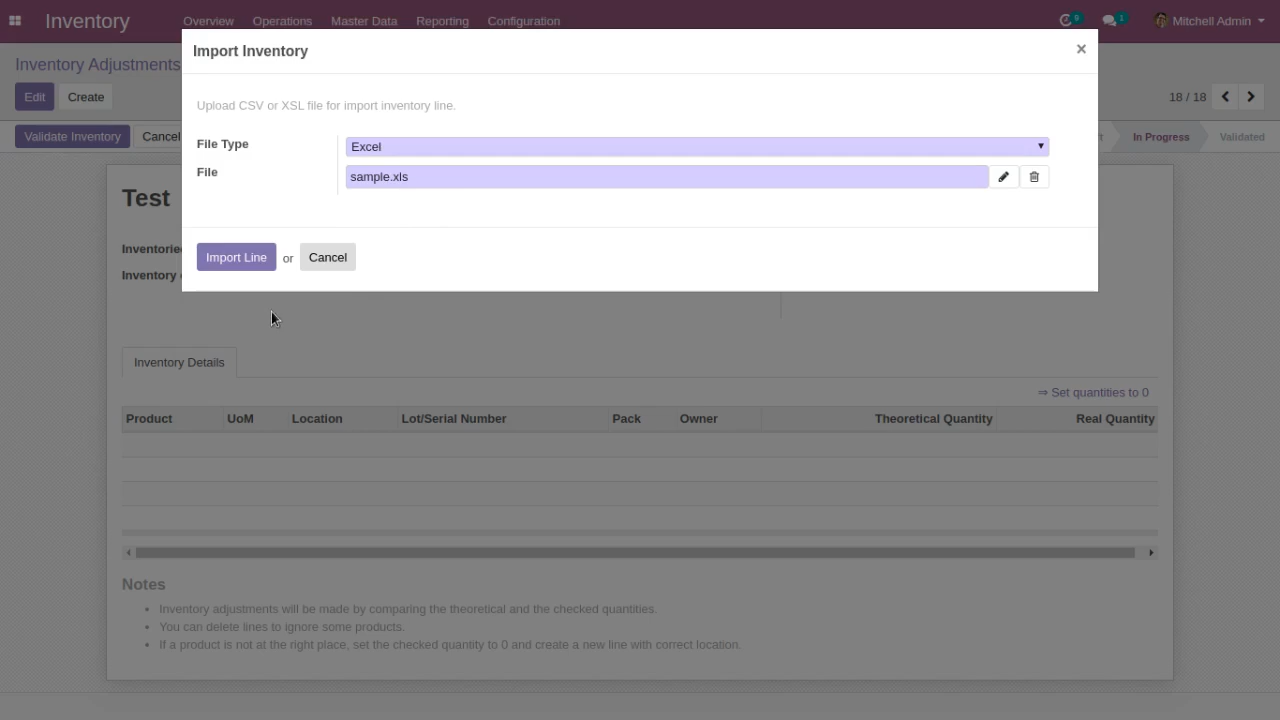 Inventory Overview Operations Master Data Reporting Configuration 9 1 Mitchell Admin
Import Inventory ×
Inventory Adjustments
Edit Create 18 / 18
Upload CSV or XSL file for import inventory line.
Validate Inventory Cancel In Progress Validated
File Type Excel
File sample.xls
Test
Import Line or Cancel
Inventory
Inventory Details
⇒ Set quantities to 0
Product UoM Location Lot/Serial Number Pack Owner Theoretical Quantity Real Quantity
Notes
• Inventory adjustments will be made by comparing the theoretical and the checked quantities.
• You can delete lines to ignore some products.
• If a product is not at the right place, set the checked quantity to 0 and create a new line with correct location.